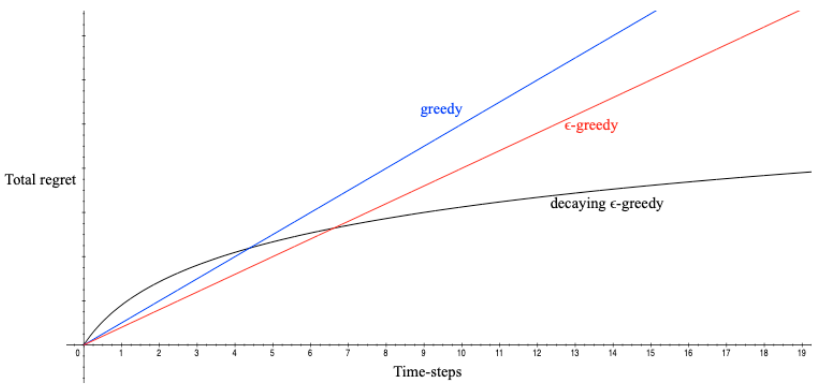 greedy
ϵ-greedy
Total regret
decaying ϵ-greedy
0 1 2 3 4 5 6 7 8 9 10 11 12 13 14 15 16 17 18 19
Time-steps